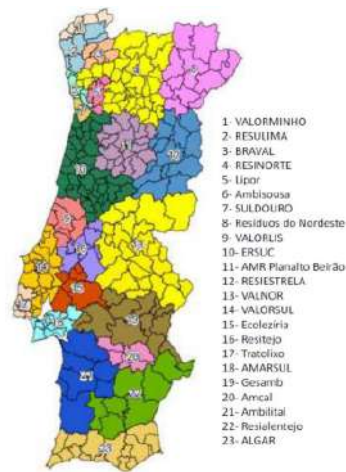 1- VALORMINHO
2- RESULIMA
3- BRAVAL
4- RESINORTE
5- Lipor
6- Ambisousa
7- SULDOURO
8- Resíduos do Nordeste
9- VALORLIS
10- ERSUC
11- AMR Planalto Beirão
12- RESIESTRELA
13- VALNOR
14- VALORSUL
15- Ecolezíria
16- Resitejo
17- Tratolixo
18- AMARSUL
19- Gesamb
20- Amcal
21- Ambilital
22- Resialentejo
23- ALGAR